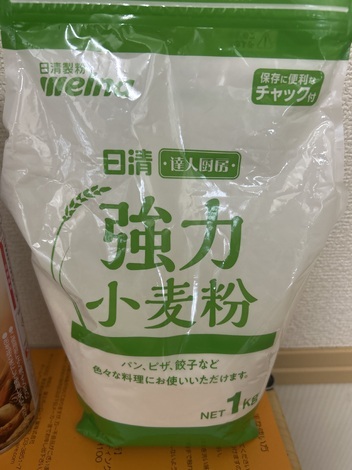 日清製粉
Welna
保存に便利な
チャック付
日清 達人厨房
強力
小麦粉
パン、ピザ、餃子など
色々な料理にお使いいただけます。
NET 1KG